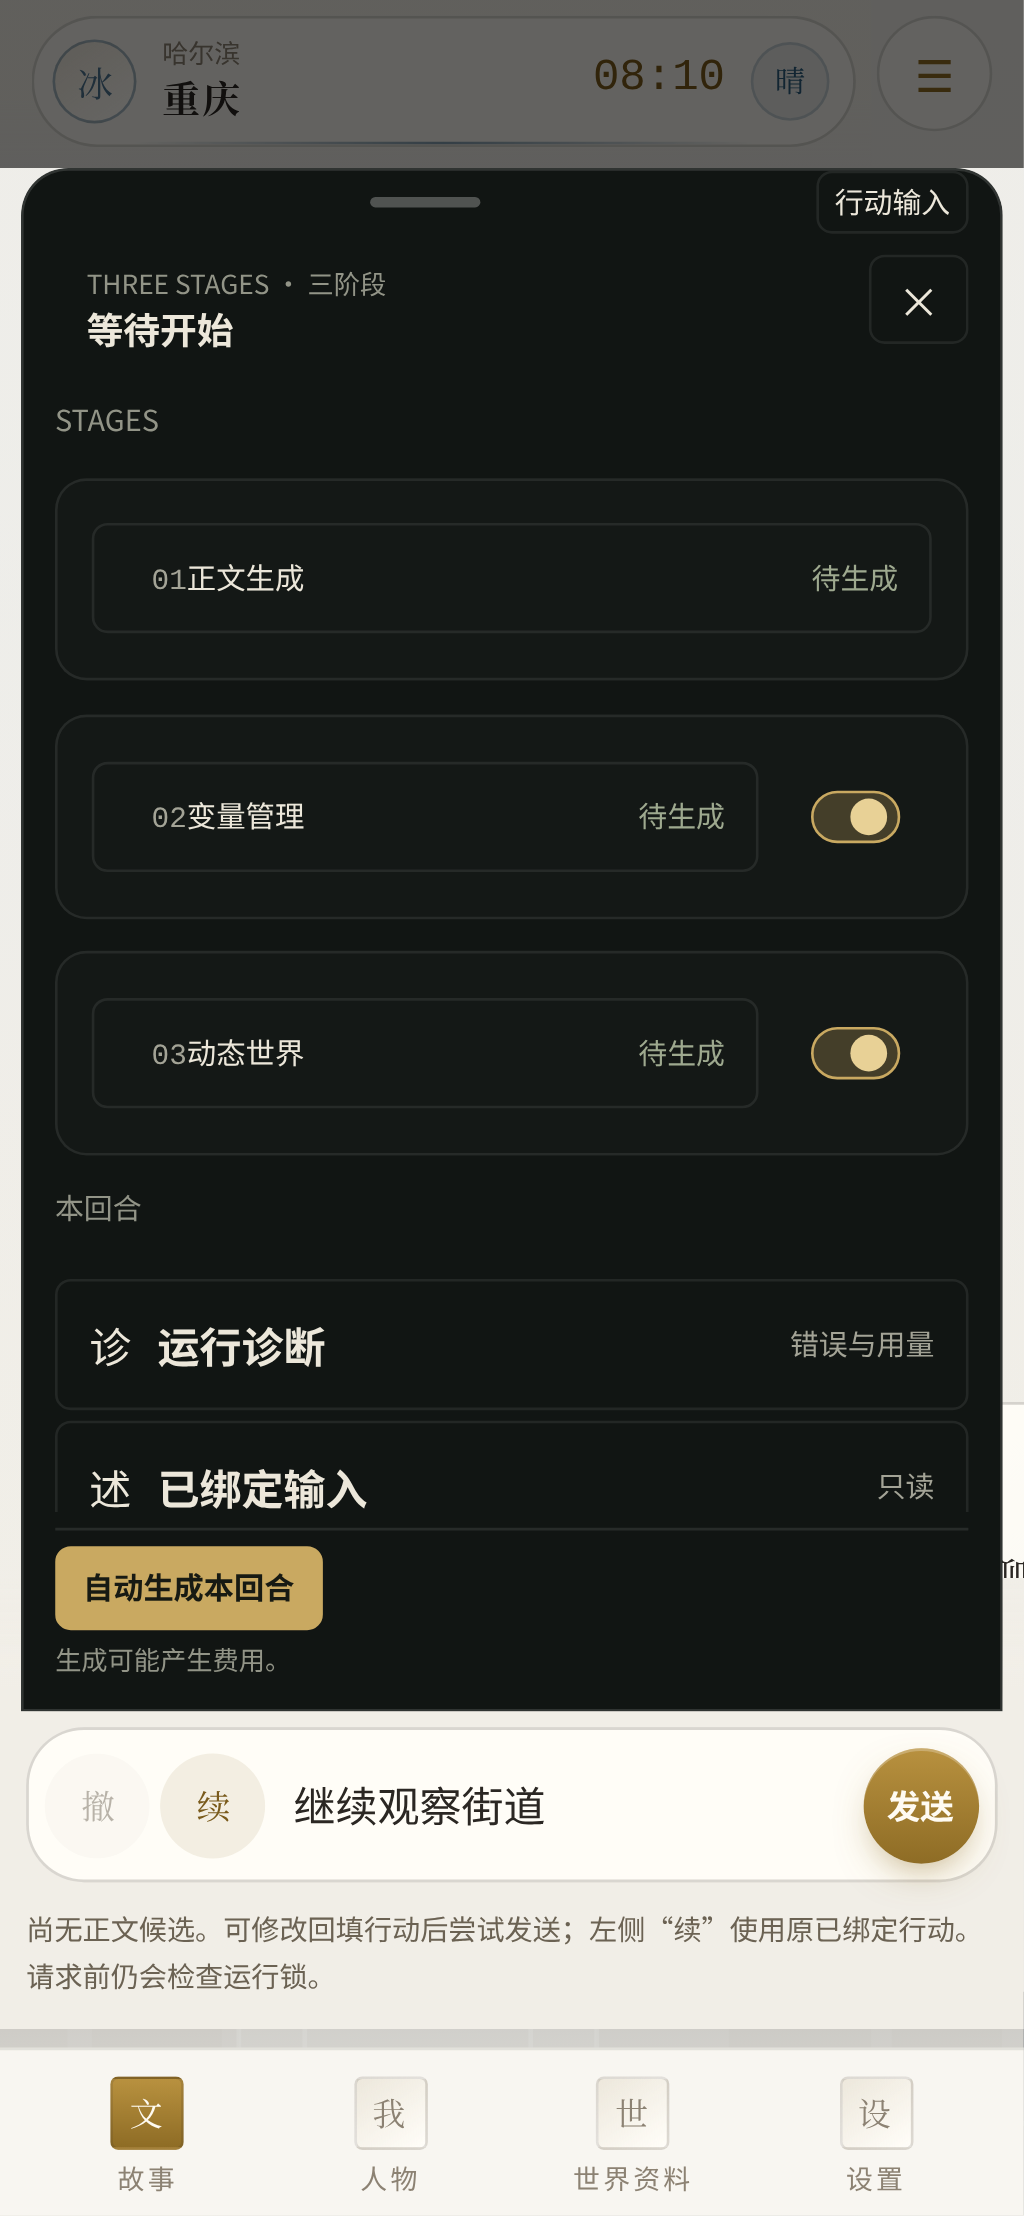 冰
哈尔滨
重庆
08:10
晴
行动输入
THREE STAGES · 三阶段
等待开始
STAGES
01正文生成 待生成
02变量管理 待生成
03动态世界 待生成
本回合
诊 运行诊断 错误与用量
述 已绑定输入 只读
自动生成本回合
生成可能产生费用。
撤 续 继续观察街道 发送
尚无正文候选。可修改回填行动后尝试发送；左侧“续”使用原已绑定行动。
请求前仍会检查运行锁。
文 我 世 设
故事 人物 世界资料 设置